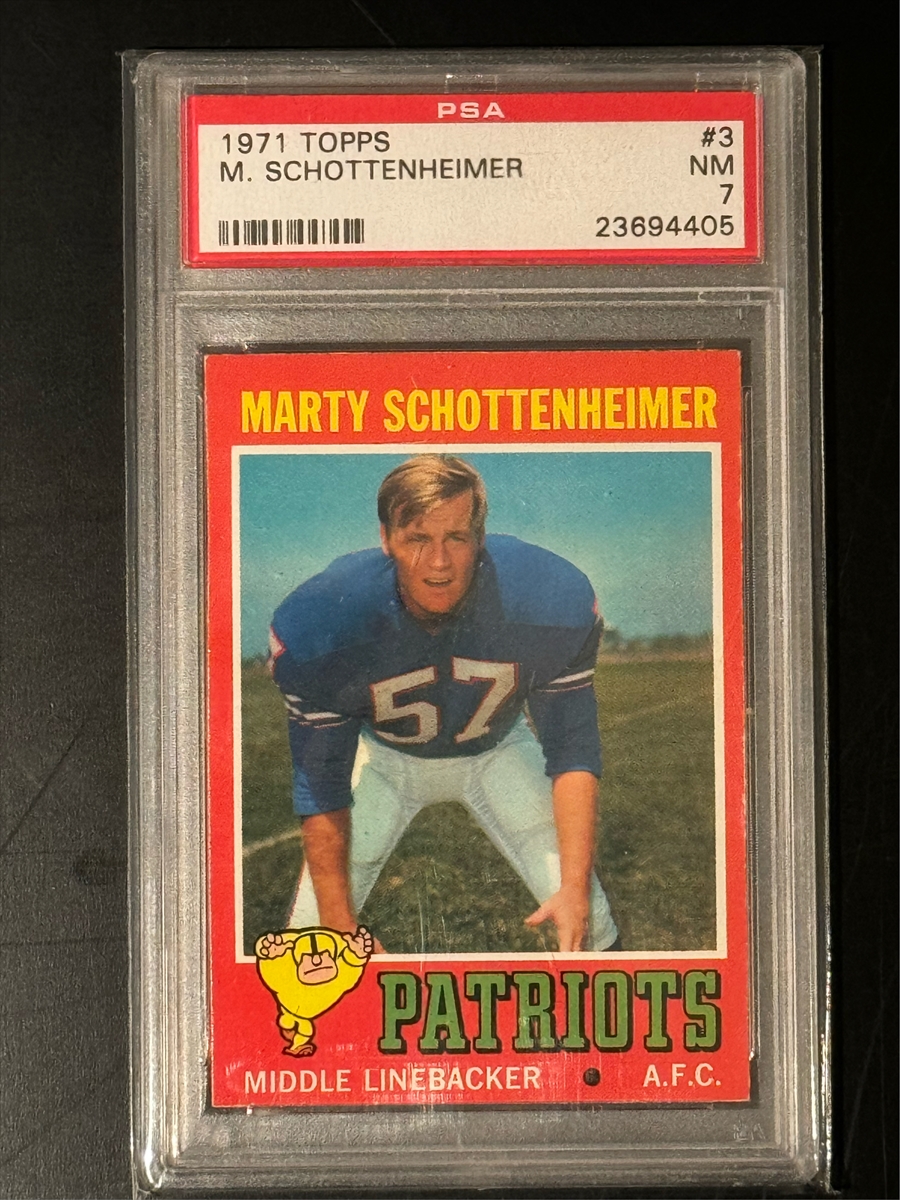 PSA
1971 TOPPS #3
M. SCHOTTENHEIMER NM
7
23694405
MARTY SCHOTTENHEIMER
57
PATRIOTS
MIDDLE LINEBACKER • A.F.C.